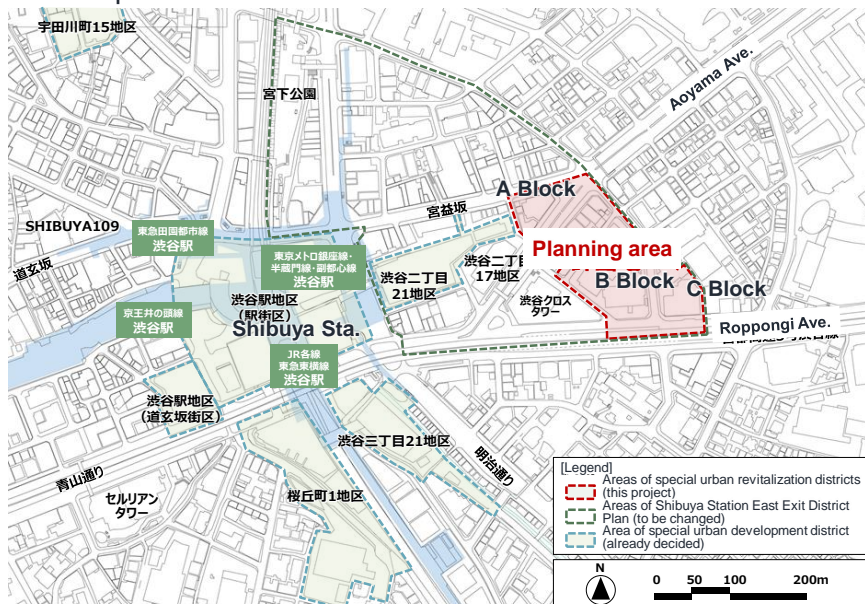 宇田川町15地区
Aoyama Ave.
宮下公園
A Block
SHIBUYA109
宮益坂
東急田園都市線
渋谷駅
道玄坂
東京メトロ銀座線・
半蔵門線・副都心線
渋谷駅
渋谷二丁目
17地区
Planning area
渋谷二丁目
21地区
B Block
C Block
渋谷駅地区
(駅街区)
渋谷クロス
タワー
京王井の頭線
渋谷駅
Shibuya Sta.
Roppongi Ave.
JR各線
東急東横線
渋谷駅
渋谷駅地区
(道玄坂街区)
渋谷三丁目21地区
明治通り
青山通り
セルリアン
タワー
桜丘町1地区
[Legend]
Areas of special urban revitalization districts
(this project)
Areas of Shibuya Station East Exit District
Plan (to be changed)
Area of special urban development district
(already decided)
N
0 50 100 200m